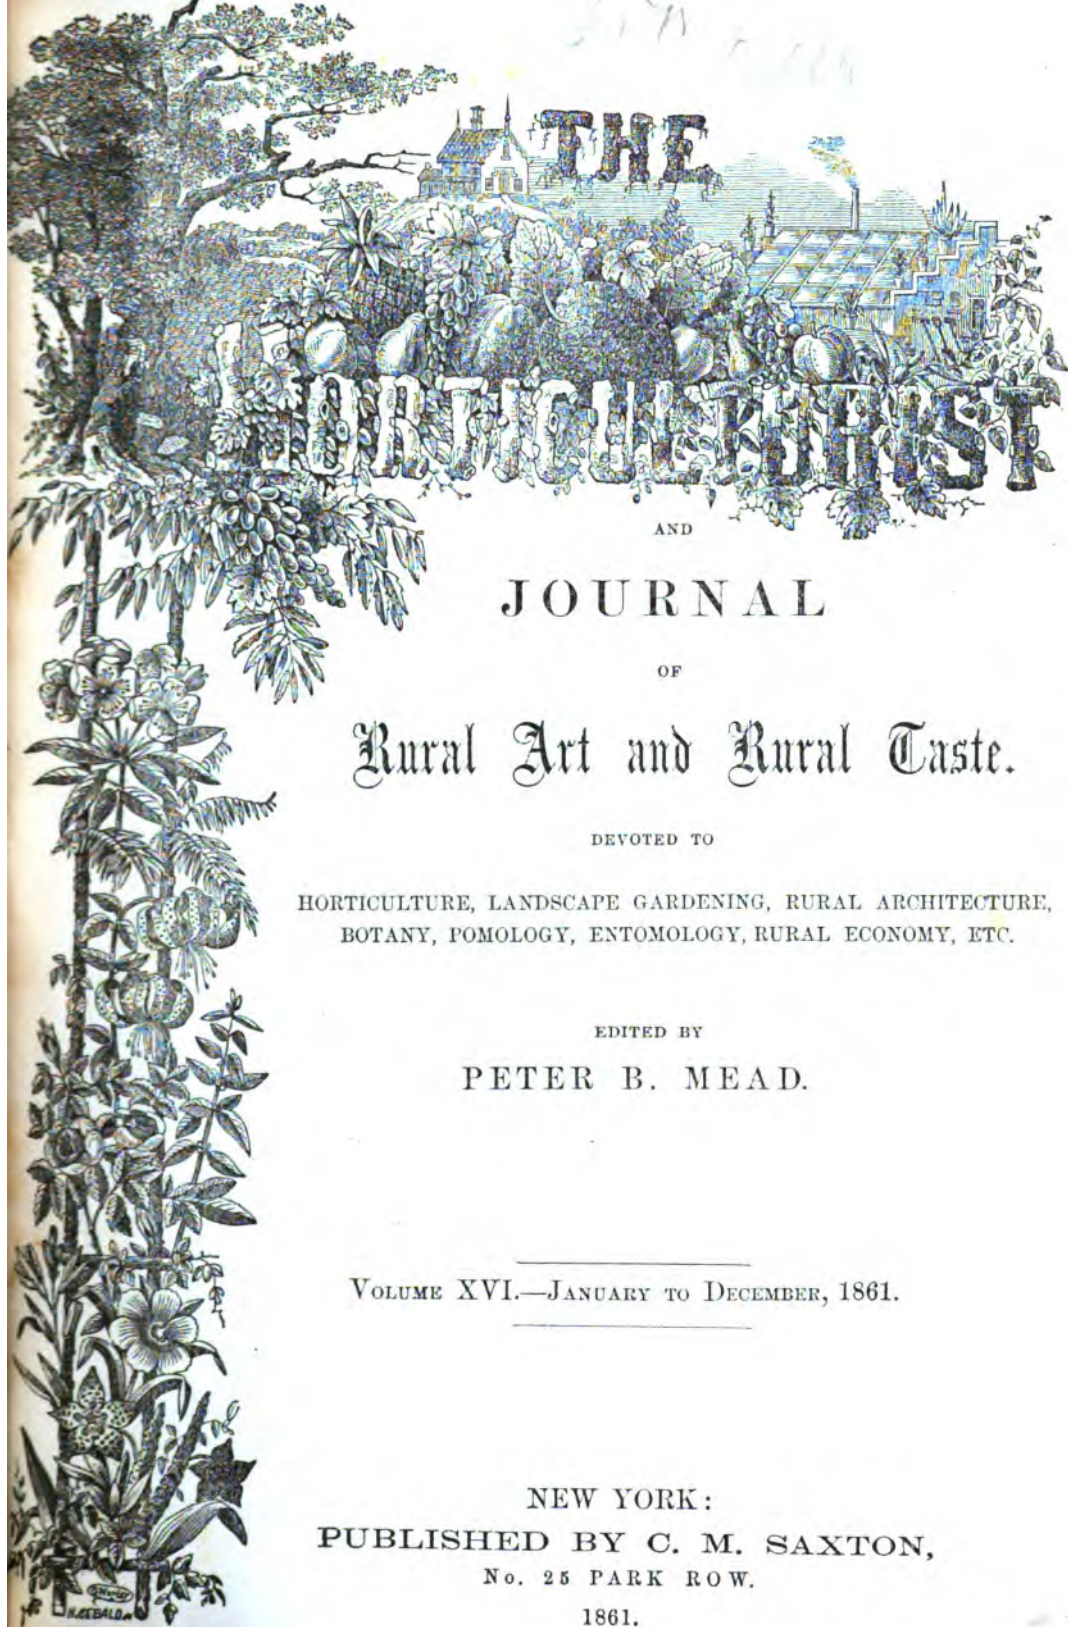 THE
HORTICULTURIST
AND
JOURNAL
OF
Rural Art and Rural Taste.
DEVOTED TO
HORTICULTURE, LANDSCAPE GARDENING, RURAL ARCHITECTURE,
BOTANY, POMOLOGY, ENTOMOLOGY, RURAL ECONOMY, ETC.
EDITED BY
PETER B. MEAD.
VOLUME XVI.—JANUARY TO DECEMBER, 1861.
NEW YORK:
PUBLISHED BY C. M. SAXTON,
No. 25 PARK ROW.
1861.